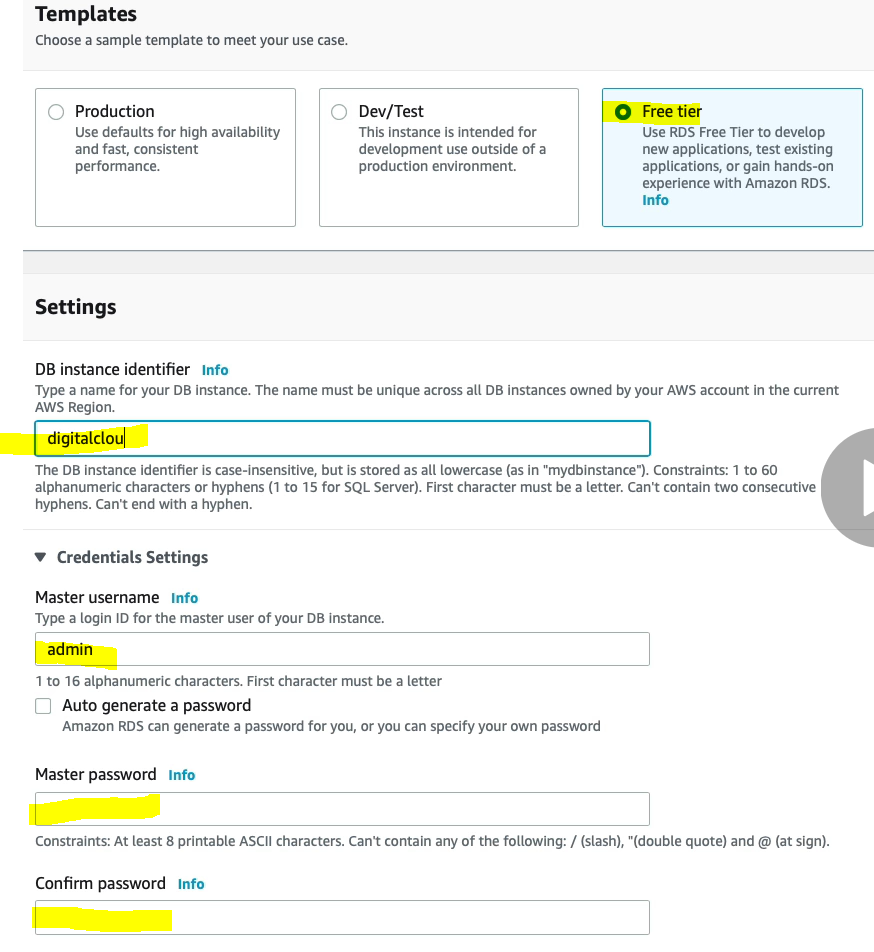 Templates
Choose a sample template to meet your use case.
Production
Use defaults for high availability
and fast, consistent
performance.
Dev/Test
This instance is intended for
development use outside of a
production environment.
Free tier
Use RDS Free Tier to develop
new applications, test existing
applications, or gain hands-on
experience with Amazon RDS.
Info
Settings
DB instance identifier Info
Type a name for your DB instance. The name must be unique across all DB instances owned by your AWS account in the current
AWS Region.
digitalclou
The DB instance identifier is case-insensitive, but is stored as all lowercase (as in "mydbinstance"). Constraints: 1 to 60
alphanumeric characters or hyphens (1 to 15 for SQL Server). First character must be a letter. Can't contain two consecutive
hyphens. Can't end with a hyphen.
Credentials Settings
Master username Info
Type a login ID for the master user of your DB instance.
admin
1 to 16 alphanumeric characters. First character must be a letter
Auto generate a password
Amazon RDS can generate a password for you, or you can specify your own password
Master password Info
Constraints: At least 8 printable ASCII characters. Can't contain any of the following: / (slash), "(double quote) and @ (at sign).
Confirm password Info